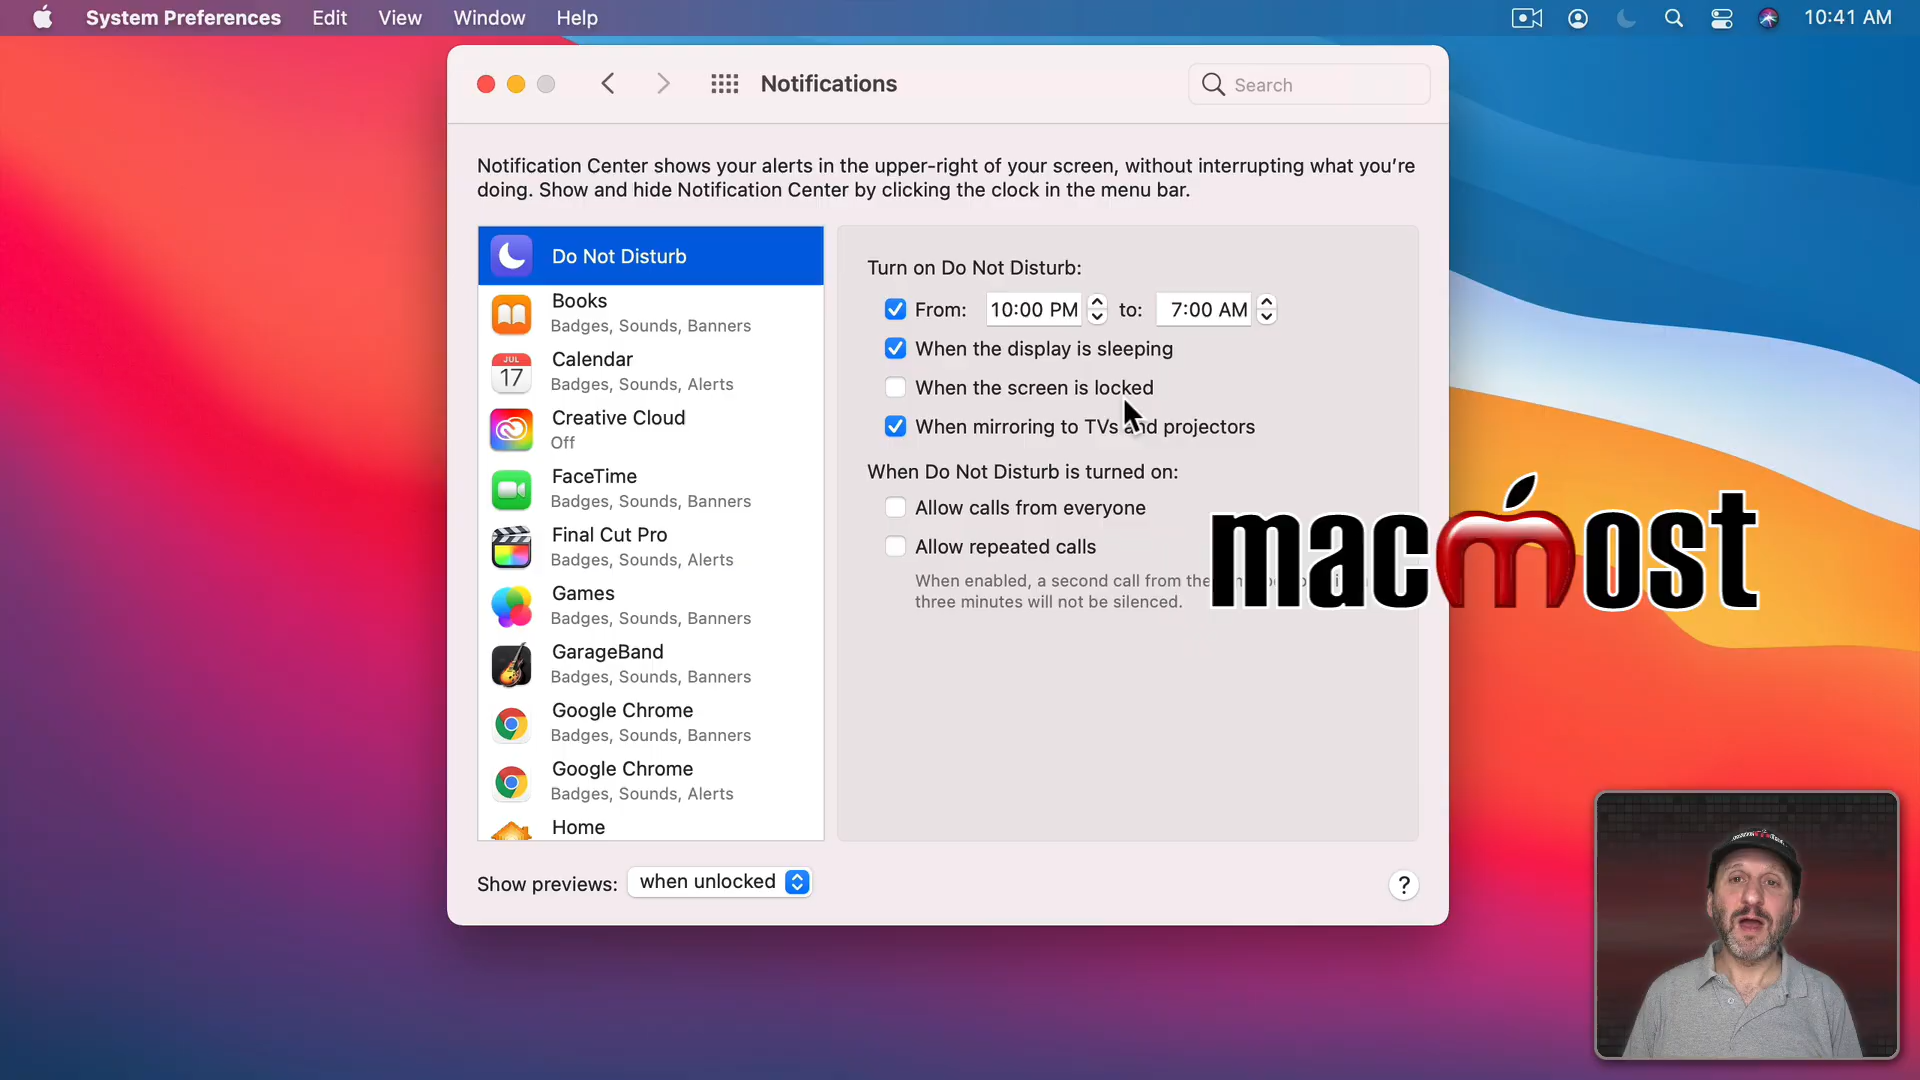 System Preferences Edit View Window Help 10:41 AM
Notifications
Search
Notification Center shows your alerts in the upper-right of your screen, without interrupting what you're
doing. Show and hide Notification Center by clicking the clock in the menu bar.
Do Not Disturb
Books
Badges, Sounds, Banners
JUL
17
Calendar
Badges, Sounds, Alerts
Creative Cloud
Off
FaceTime
Badges, Sounds, Banners
Final Cut Pro
Badges, Sounds, Alerts
Games
Badges, Sounds, Banners
GarageBand
Badges, Sounds, Banners
Google Chrome
Badges, Sounds, Banners
Google Chrome
Badges, Sounds, Alerts
Home
Turn on Do Not Disturb:
From: 10:00 PM to: 7:00 AM
When the display is sleeping
When the screen is locked
When mirroring to TVs and projectors
When Do Not Disturb is turned on:
Allow calls from everyone
Allow repeated calls
When enabled, a second call from the
three minutes will not be silenced.
macmost
Show previews: when unlocked
?